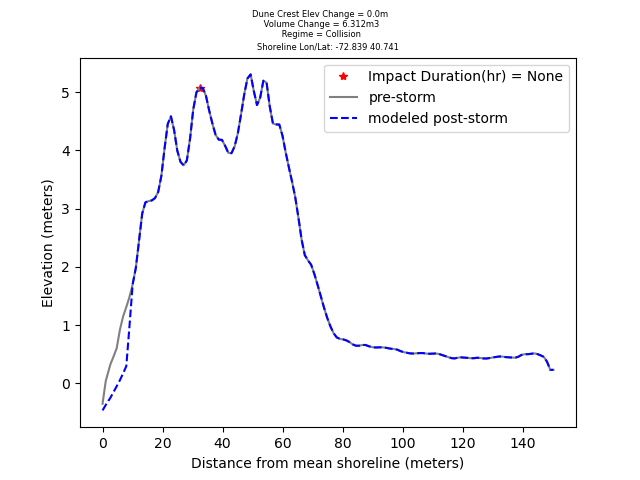 Dune Crest Elev Change = 0.0m
Volume Change = 6.312m3
Regime = Collision
Shoreline Lon/Lat: -72.839 40.741
Impact Duration(hr) = None
pre-storm
modeled post-storm
Elevation (meters)
5
4
3
2
1
0
0 20 40 60 80 100 120 140
Distance from mean shoreline (meters)